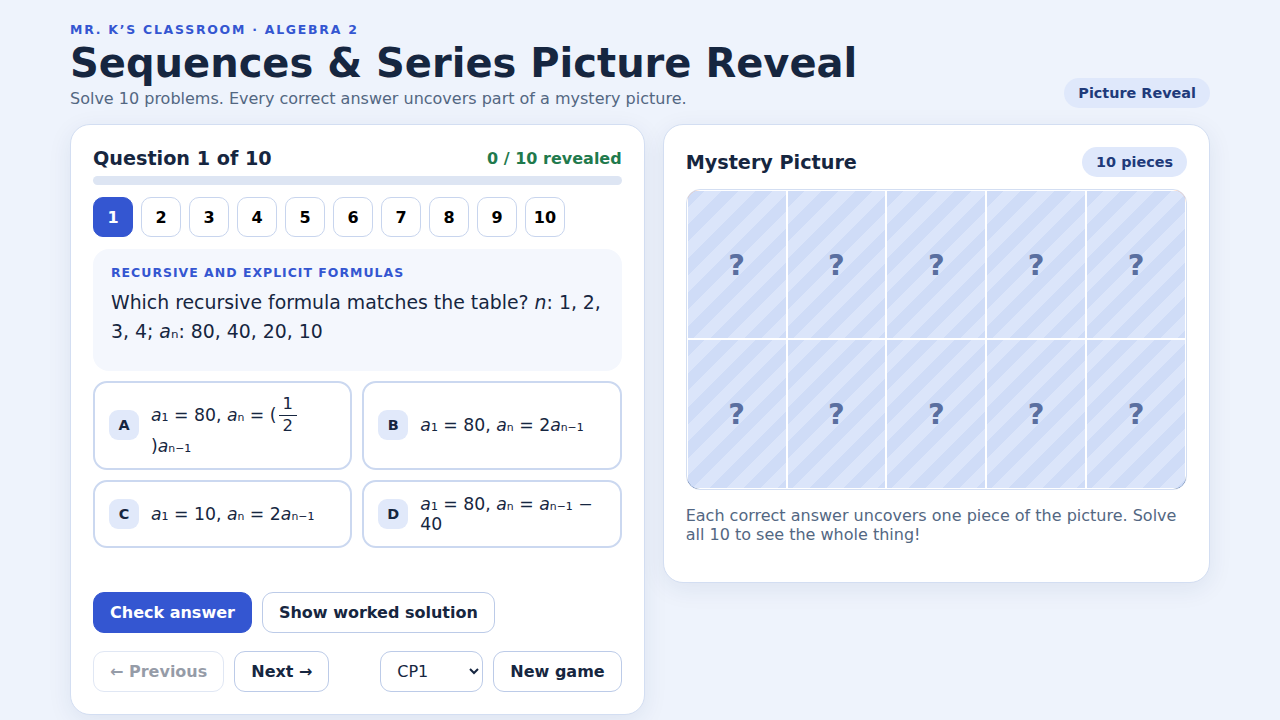 MR. K’S CLASSROOM · ALGEBRA 2
Sequences & Series Picture Reveal
Solve 10 problems. Every correct answer uncovers part of a mystery picture.
Picture Reveal
Question 1 of 10
0 / 10 revealed
1 2 3 4 5 6 7 8 9 10
RECURSIVE AND EXPLICIT FORMULAS
Which recursive formula matches the table? n: 1, 2,
3, 4; aₙ: 80, 40, 20, 10
A a₁ = 80, aₙ = (1/2
)aₙ₋₁
B a₁ = 80, aₙ = 2aₙ₋₁
C a₁ = 10, aₙ = 2aₙ₋₁
D a₁ = 80, aₙ = aₙ₋₁ −
40
Check answer
Show worked solution
← Previous
Next →
CP1
New game
Mystery Picture
10 pieces
? ? ? ? ?
? ? ? ? ?
Each correct answer uncovers one piece of the picture. Solve
all 10 to see the whole thing!